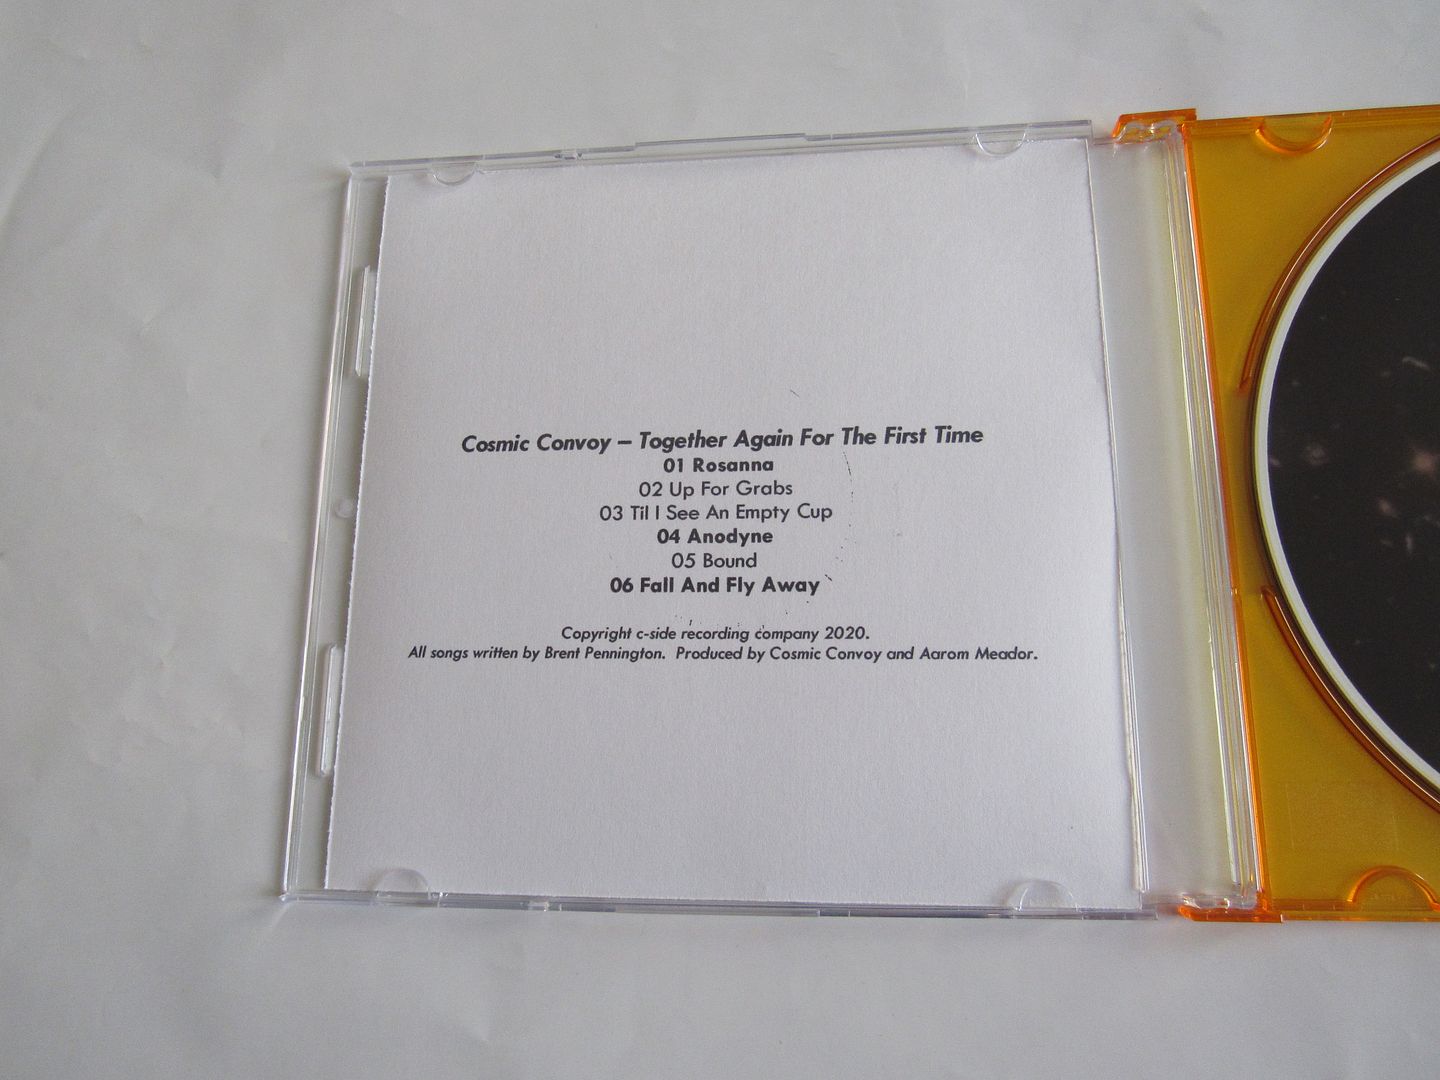 Cosmic Convoy – Together Again For The First Time
01 Rosanna
02 Up For Grabs
03 Til I See An Empty Cup
04 Anodyne
05 Bound
06 Fall And Fly Away
Copyright c-side recording company 2020.
All songs written by Brent Pennington.  Produced by Cosmic Convoy and Aarom Meador.